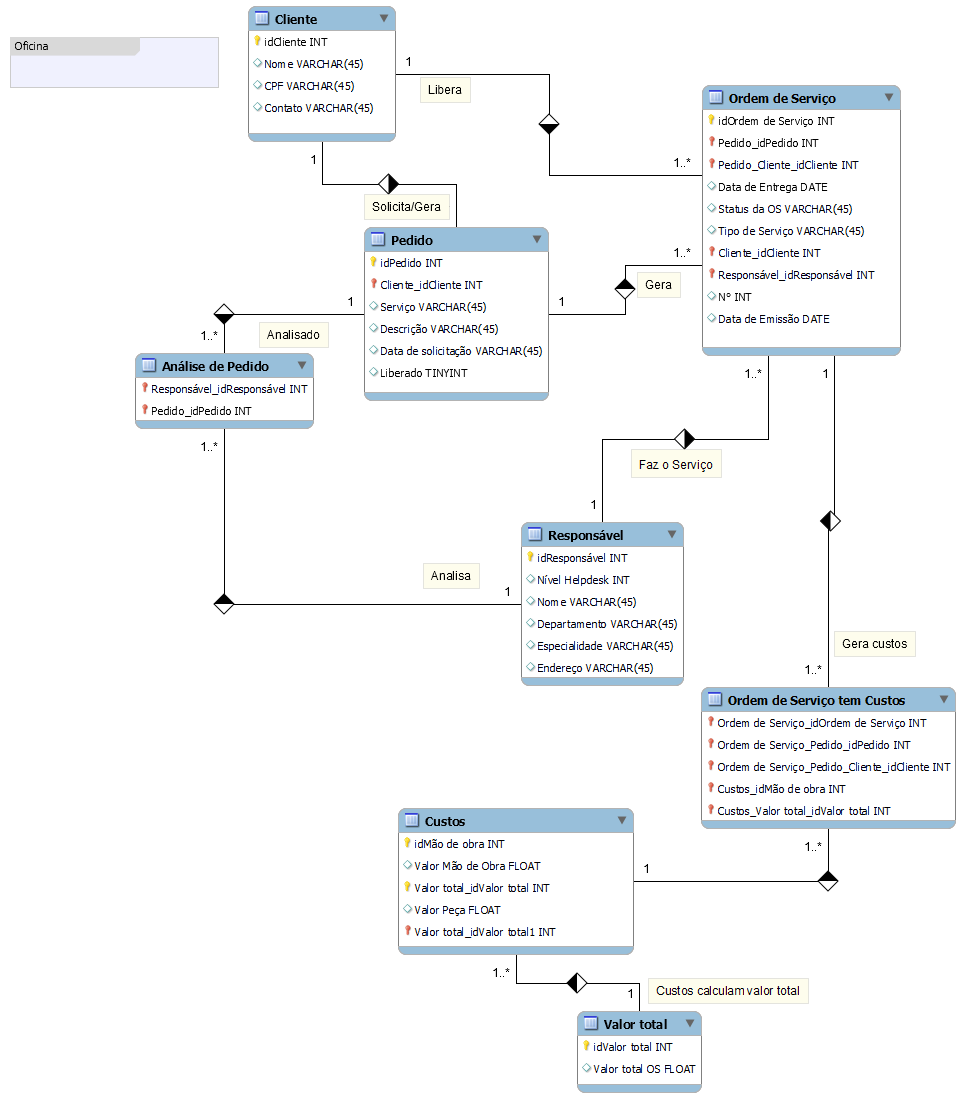 Oficina
Cliente
idCliente INT
Nome VARCHAR(45)
CPF VARCHAR(45)
Contato VARCHAR(45)
1
Libera
1..*
1
Solicita/Gera
Ordem de Serviço
idOrdem de Serviço INT
Pedido_idPedido INT
Pedido_Cliente_idCliente INT
Data de Entrega DATE
Status da OS VARCHAR(45)
Tipo de Serviço VARCHAR(45)
Cliente_idCliente INT
Responsável_idResponsável INT
Nº INT
Data de Emissão DATE
Pedido
idPedido INT
Cliente_idCliente INT
Serviço VARCHAR(45)
Descrição VARCHAR(45)
Data de solicitação VARCHAR(45)
Liberado TINYINT
1..*
Gera
1
1
Analisado
1..*
Análise de Pedido
Responsável_idResponsável INT
Pedido_idPedido INT
1..*
1..*
1
Faz o Serviço
1
Responsável
idResponsável INT
Nível Helpdesk INT
Nome VARCHAR(45)
Departamento VARCHAR(45)
Especialidade VARCHAR(45)
Endereço VARCHAR(45)
Analisa
1
Gera custos
1..*
Ordem de Serviço tem Custos
Ordem de Serviço_idOrdem de Serviço INT
Ordem de Serviço_Pedido_idPedido INT
Ordem de Serviço_Pedido_Cliente_idCliente INT
Custos_idMão de obra INT
Custos_Valor total_idValor total INT
1..*
1
Custos
idMão de obra INT
Valor Mão de Obra FLOAT
Valor total_idValor total INT
Valor Peça FLOAT
Valor total_idValor total1 INT
1..*
1
Custos calculam valor total
Valor total
idValor total INT
Valor total OS FLOAT